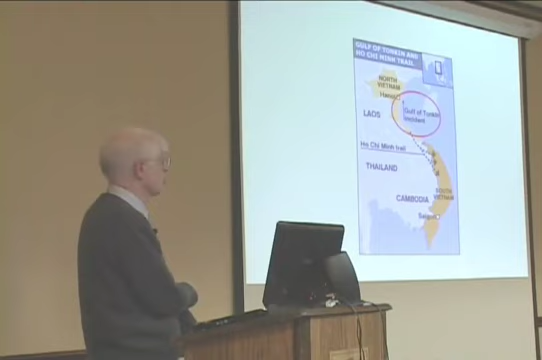 GULF OF TONKIN AND
HO CHI MINH TRAIL
NORTH
VIETNAM
Hanoi
Gulf of Tonkin
incident
LAOS
Ho Chi Minh trail
THAILAND
SOUTH
VIETNAM
CAMBODIA
Saigon